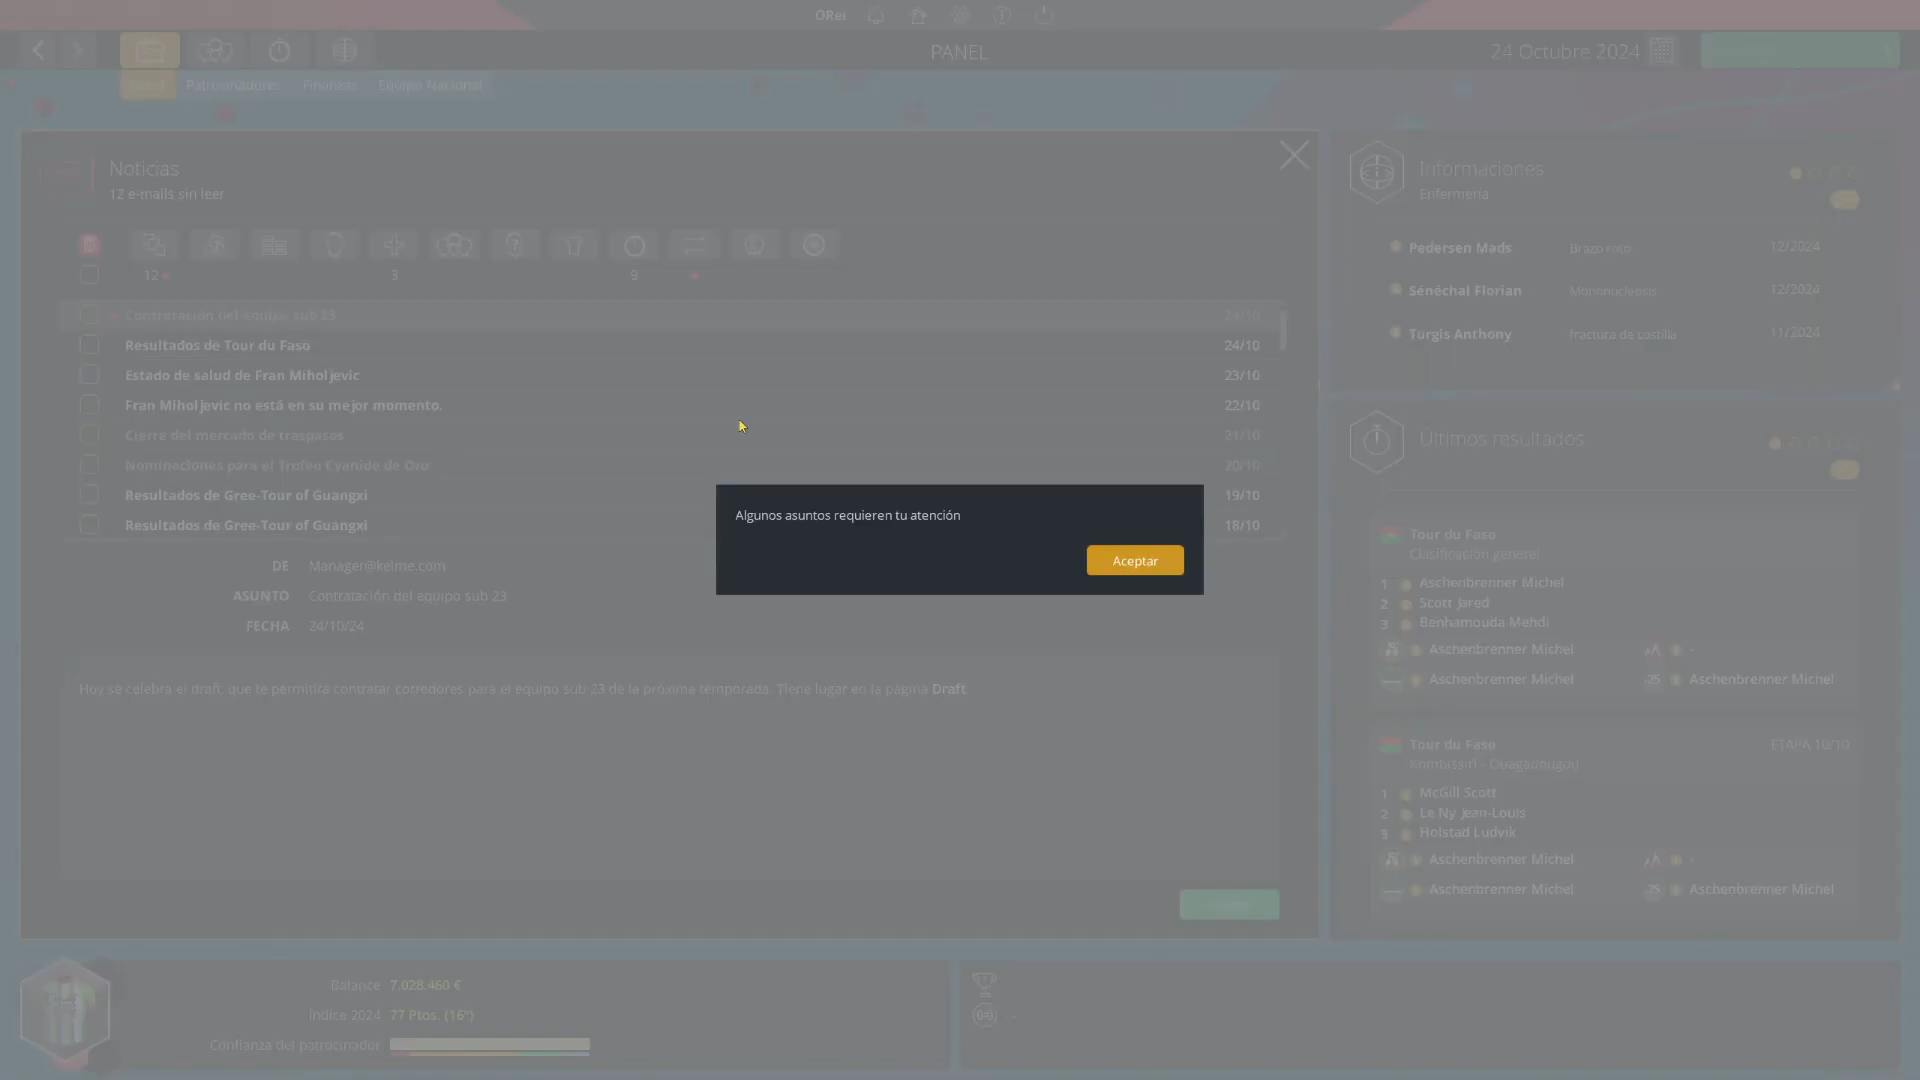 ORei
PANEL
24 Octubre 2024
Patrocinadores
Finanzas
Equipo Nacional
Noticias
12 e-mails sin leer
12
3
9
Contratación del equipo sub 23
24/10
Resultados de Tour du Faso
24/10
Estado de salud de Fran Miholjevic
23/10
Fran Miholjevic no está en su mejor momento.
22/10
Cierre del mercado de traspasos
21/10
Nominaciones para el Trofeo Cyanide de Oro
20/10
Resultados de Gree-Tour of Guangxi
19/10
Resultados de Gree-Tour of Guangxi
18/10
DE Manager@kelme.com
ASUNTO Contratación del equipo sub 23
FECHA 24/10/24
Hoy se celebra el draft, que te permitirá contratar corredores para el equipo sub 23 de la próxima temporada. Tiene lugar en la página Draft
Algunos asuntos requieren tu atención
Aceptar
Informaciones
Enfermería
Pedersen Mads Brazo roto 12/2024
Sénéchal Florian Mononucleosis 12/2024
Turgis Anthony fractura de costilla 11/2024
Últimos resultados
Tour du Faso
Clasificación general
1 Aschenbrenner Michel
2 Scott Jared
3 Benhamouda Mehdi
Aschenbrenner Michel -
Aschenbrenner Michel -25 Aschenbrenner Michel
Tour du Faso ETAPA 10/10
Kombissiri - Ouagadougou
1 McGill Scott
2 Le Ny Jean-Louis
3 Holstad Ludvik
Aschenbrenner Michel -
Aschenbrenner Michel -25 Aschenbrenner Michel
Balance 7.028.460 €
Índice 2024 77 Ptos. (16º)
Confianza del patrocinador
-